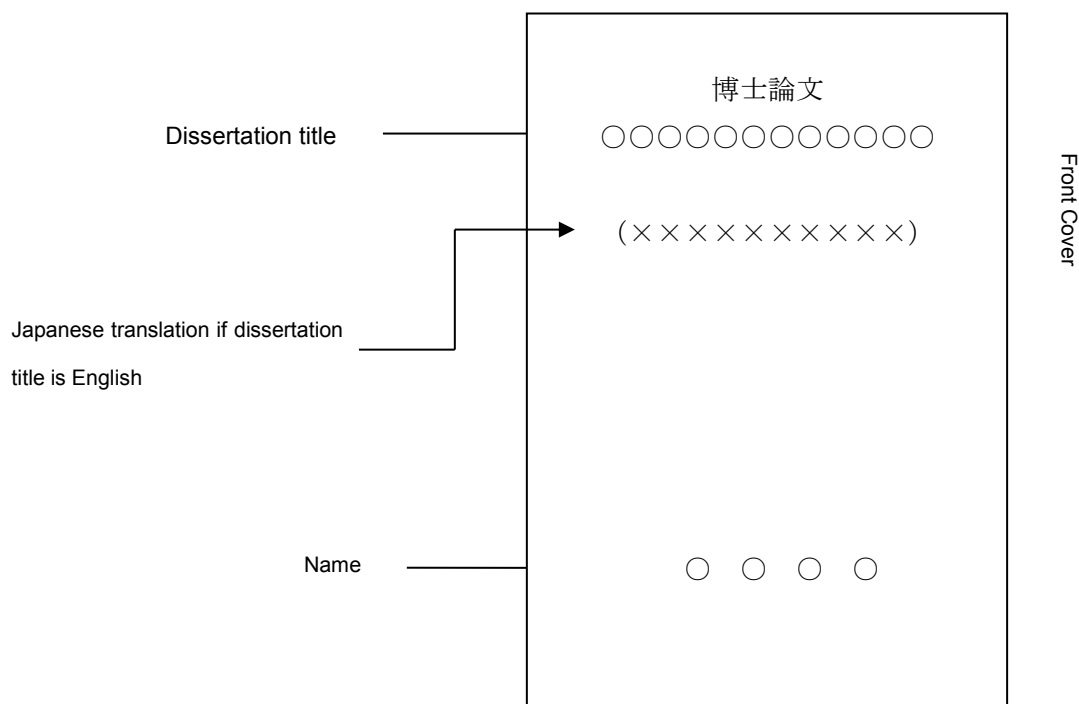 博士論文
Dissertation title
○○○○○○○○○○○○
(××××××××××)
Japanese translation if dissertation
title is English
Name
○ ○ ○ ○
Front Cover